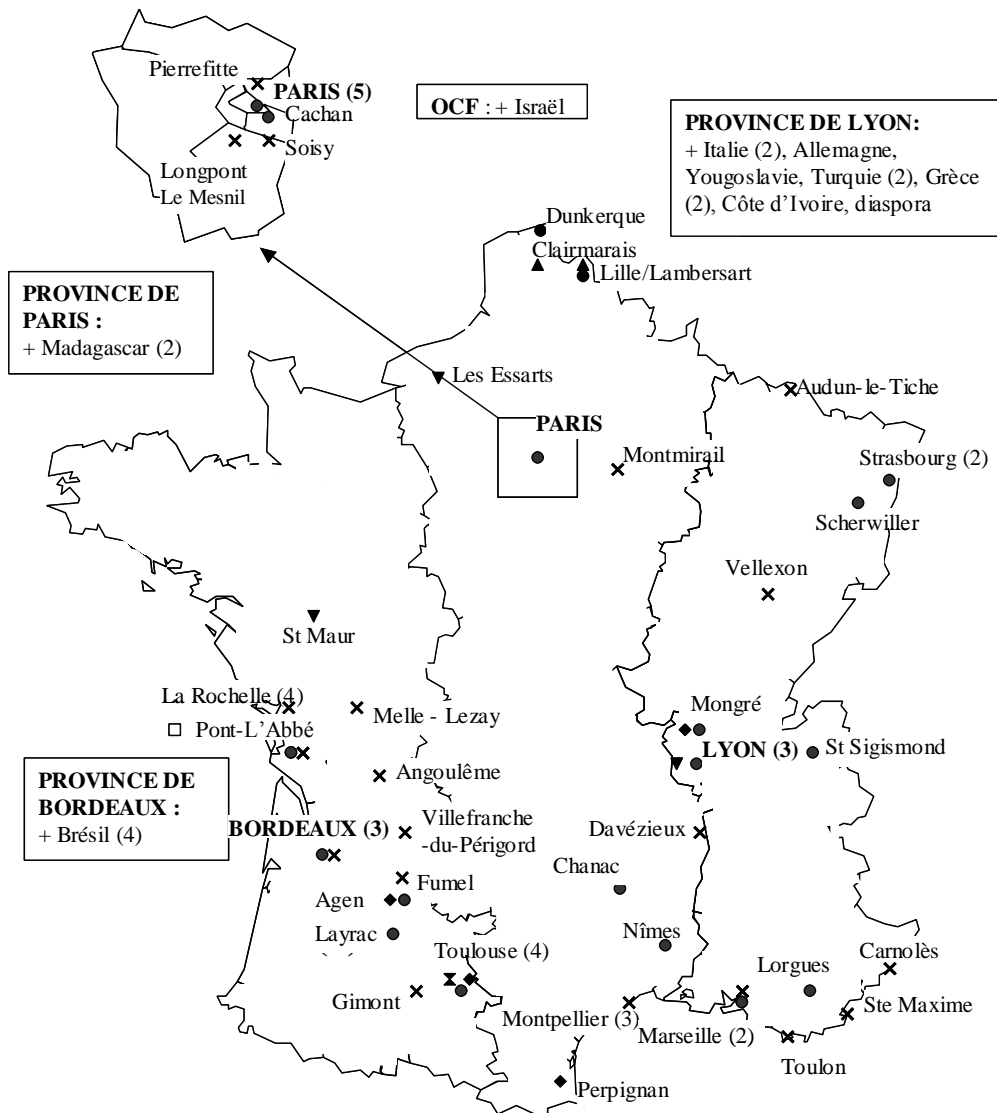 Pierrefitte
PARIS (5)
Cachan
Soisy
Longpont
Le Mesnil
OCF : + Israël
PROVINCE DE LYON:
+ Italie (2), Allemagne,
Yougoslavie, Turquie (2), Grèce
(2), Côte d'Ivoire, diaspora
Dunkerque
Clairmarais
Lille/Lambersart
PROVINCE DE
PARIS :
+ Madagascar (2)
Les Essarts
Audun-le-Tiche
PARIS
Montmirail
Strasbourg (2)
Scherwiller
Vellexon
St Maur
La Rochelle (4)
Melle - Lezay
Mongré
Pont-L'Abbé
LYON (3)
St Sigismond
Angoulême
PROVINCE DE
BORDEAUX :
+ Brésil (4)
BORDEAUX (3)
Villefranche
-du-Périgord
Davézieux
Chanac
Fumel
Agen
Layrac
Nîmes
Toulouse (4)
Carnolès
Lorgues
Gimont
Montpellier (3)
Ste Maxime
Marseille (2)
Toulon
Perpignan